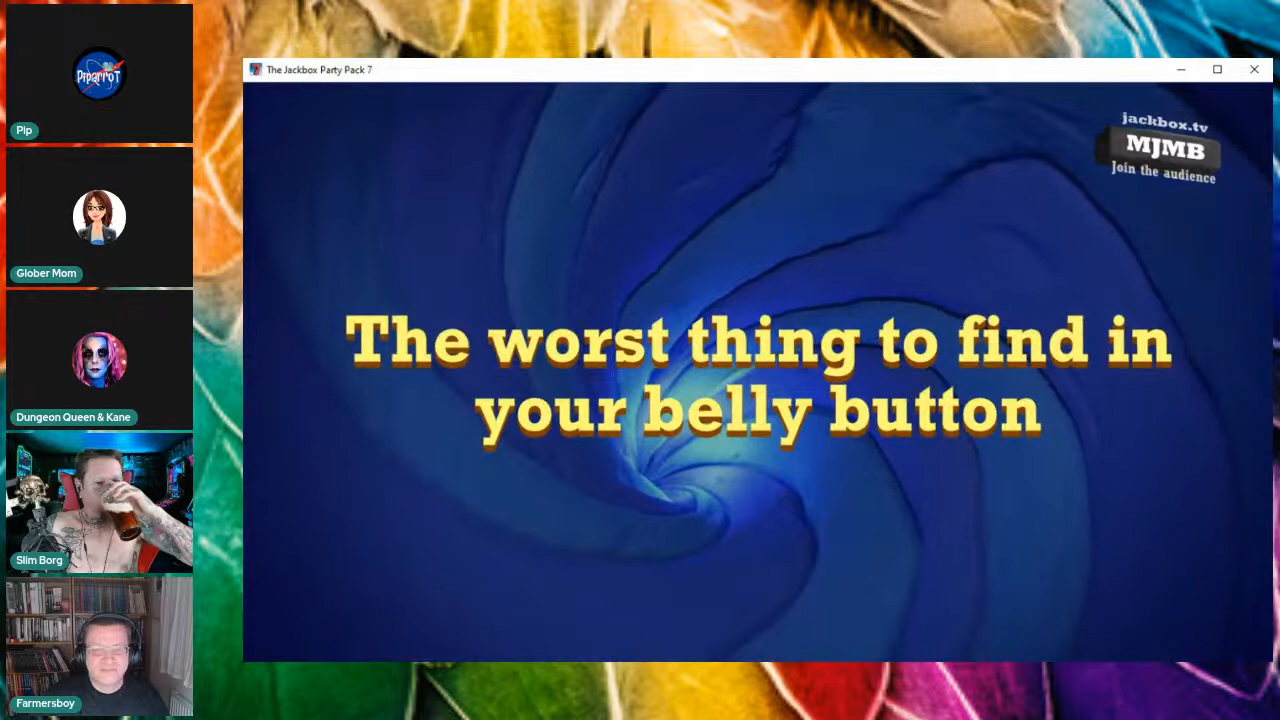 PiparroT
Pip
Glober Mom
Dungeon Queen & Kane
Slim Borg
Farmersboy
The Jackbox Party Pack 7
jackbox.tv
MJMB
Join the audience
The worst thing to find in
your belly button